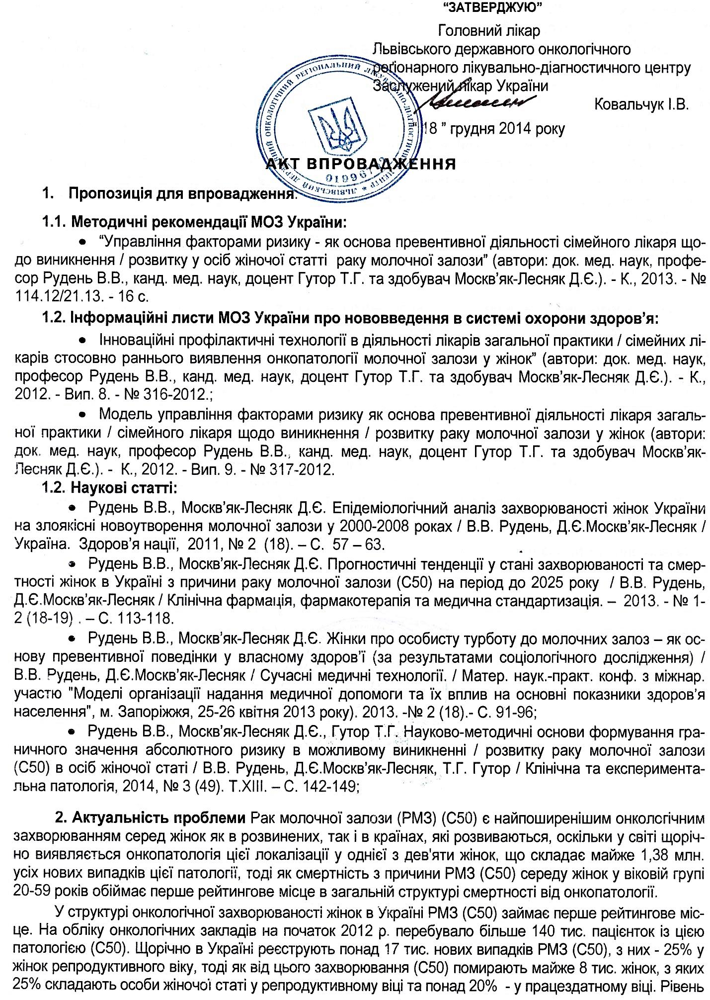 “ЗАТВЕРДЖУЮ”
Головний лікар
Львівського державного онкологічного
регіонарного лікувально-діагностичного центру
Заслужений лікар України
Ковальчук І.В.
“ 18 ” грудня 2014 року
ЛЬВІВСЬКИЙ ДЕРЖАВНИЙ ОНКОЛОГІЧНИЙ РЕГІОНАЛЬНИЙ ЛІКУВАЛЬНО-ДІАГНОСТИЧНИЙ ЦЕНТР *
АКТ ВПРОВАДЖЕННЯ
1. Пропозиція для впровадження.
1.1. Методичні рекомендації МОЗ України:
• “Управління факторами ризику - як основа превентивної діяльності сімейного лікаря що-
до виникнення / розвитку у осіб жіночої статті раку молочної залози” (автори: док. мед. наук, профе-
сор Рудень В.В., канд. мед. наук, доцент Гутор Т.Г. та здобувач Москв’як-Лесняк Д.Є.). - К., 2013. - №
114.12/21.13. - 16 с.
1.2. Інформаційні листи МОЗ України про нововведення в системі охорони здоров’я:
• Інноваційні профілактичні технології в діяльності лікарів загальної практики / сімейних лі-
карів стосовно раннього виявлення онкопатології молочної залози у жінок” (автори: док. мед. наук,
професор Рудень В.В., канд. мед. наук, доцент Гутор Т.Г. та здобувач Москв’як-Лесняк Д.Є.). - К.,
2012. - Вип. 8. - № 316-2012.;
• Модель управління факторами ризику як основа превентивної діяльності лікаря загаль-
ної практики / сімейного лікаря щодо виникнення / розвитку раку молочної залози у жінок (автори:
док. мед. наук, професор Рудень В.В., канд. мед. наук, доцент Гутор Т.Г. та здобувач Москв’як-
Лесняк Д.Є.). - К., 2012. - Вип. 9. - № 317-2012.
1.2. Наукові статті:
• Рудень В.В., Москв’як-Лесняк Д.Є. Епідеміологічний аналіз захворюваності жінок України
на злоякісні новоутворення молочної залози у 2000-2008 роках / В.В. Рудень, Д.Є.Москв’як-Лесняк /
Україна. Здоров’я нації, 2011, № 2 (18). – С. 57 – 63.
• Рудень В.В., Москв’як-Лесняк Д.Є. Прогностичні тенденції у стані захворюваності та смер-
тності жінок в Україні з причини раку молочної залози (С50) на період до 2025 року / В.В. Рудень,
Д.Є.Москв’як-Лесняк / Клінічна фармація, фармакотерапія та медична стандартизація. – 2013. - № 1-
2 (18-19) . – С. 113-118.
• Рудень В.В., Москв’як-Лесняк Д.Є. Жінки про особисту турботу до молочних залоз – як ос-
нову превентивної поведінки у власному здоров’ї (за результатами соціологічного дослідження) /
В.В. Рудень, Д.Є.Москв’як-Лесняк / Сучасні медичні технології. / Матер. наук.-практ. конф. з міжнар.
участю "Моделі організації надання медичної допомоги та їх вплив на основні показники здоров’я
населення", м. Запоріжжя, 25-26 квітня 2013 року). 2013. -№ 2 (18).- С. 91-96;
• Рудень В.В., Москв’як-Лесняк Д.Є., Гутор Т.Г. Науково-методичні основи формування гра-
ничного значення абсолютного ризику в можливому виникненні / розвитку раку молочної залози
(С50) в осіб жіночої статі / В.В. Рудень, Д.Є.Москв’як-Лесняк, Т.Г. Гутор / Клінічна та експеримента-
льна патологія, 2014, № 3 (49). Т.XIII. – С. 142-149;
2. Актуальність проблеми Рак молочної залози (РМЗ) (С50) є найпоширенішим онкологічним
захворюванням серед жінок як в розвинених, так і в країнах, які розвиваються, оскільки у світі щоріч-
но виявляється онкопатологія цієї локалізації у однієї з дев'яти жінок, що складає майже 1,38 млн.
усіх нових випадків цієї патології, тоді як смертність з причини РМЗ (С50) середу жінок у віковій групі
20-59 років обіймає перше рейтингове місце в загальній структурі смертності від онкопатології.
У структурі онкологічної захворюваності жінок в Україні РМЗ (С50) займає перше рейтингове міс-
це. На обліку онкологічних закладів на початок 2012 р. перебувало більше 140 тис. пацієнток із цією
патологією (С50). Щорічно в Україні реєструють понад 17 тис. нових випадків РМЗ (С50), з них - 25% у
жінок репродуктивного віку, тоді як від цього захворювання (С50) помирають майже 8 тис. жінок, з яких
25% складають особи жіночої статі у репродуктивному віці та понад 20% - у працездатному віці. Рівень